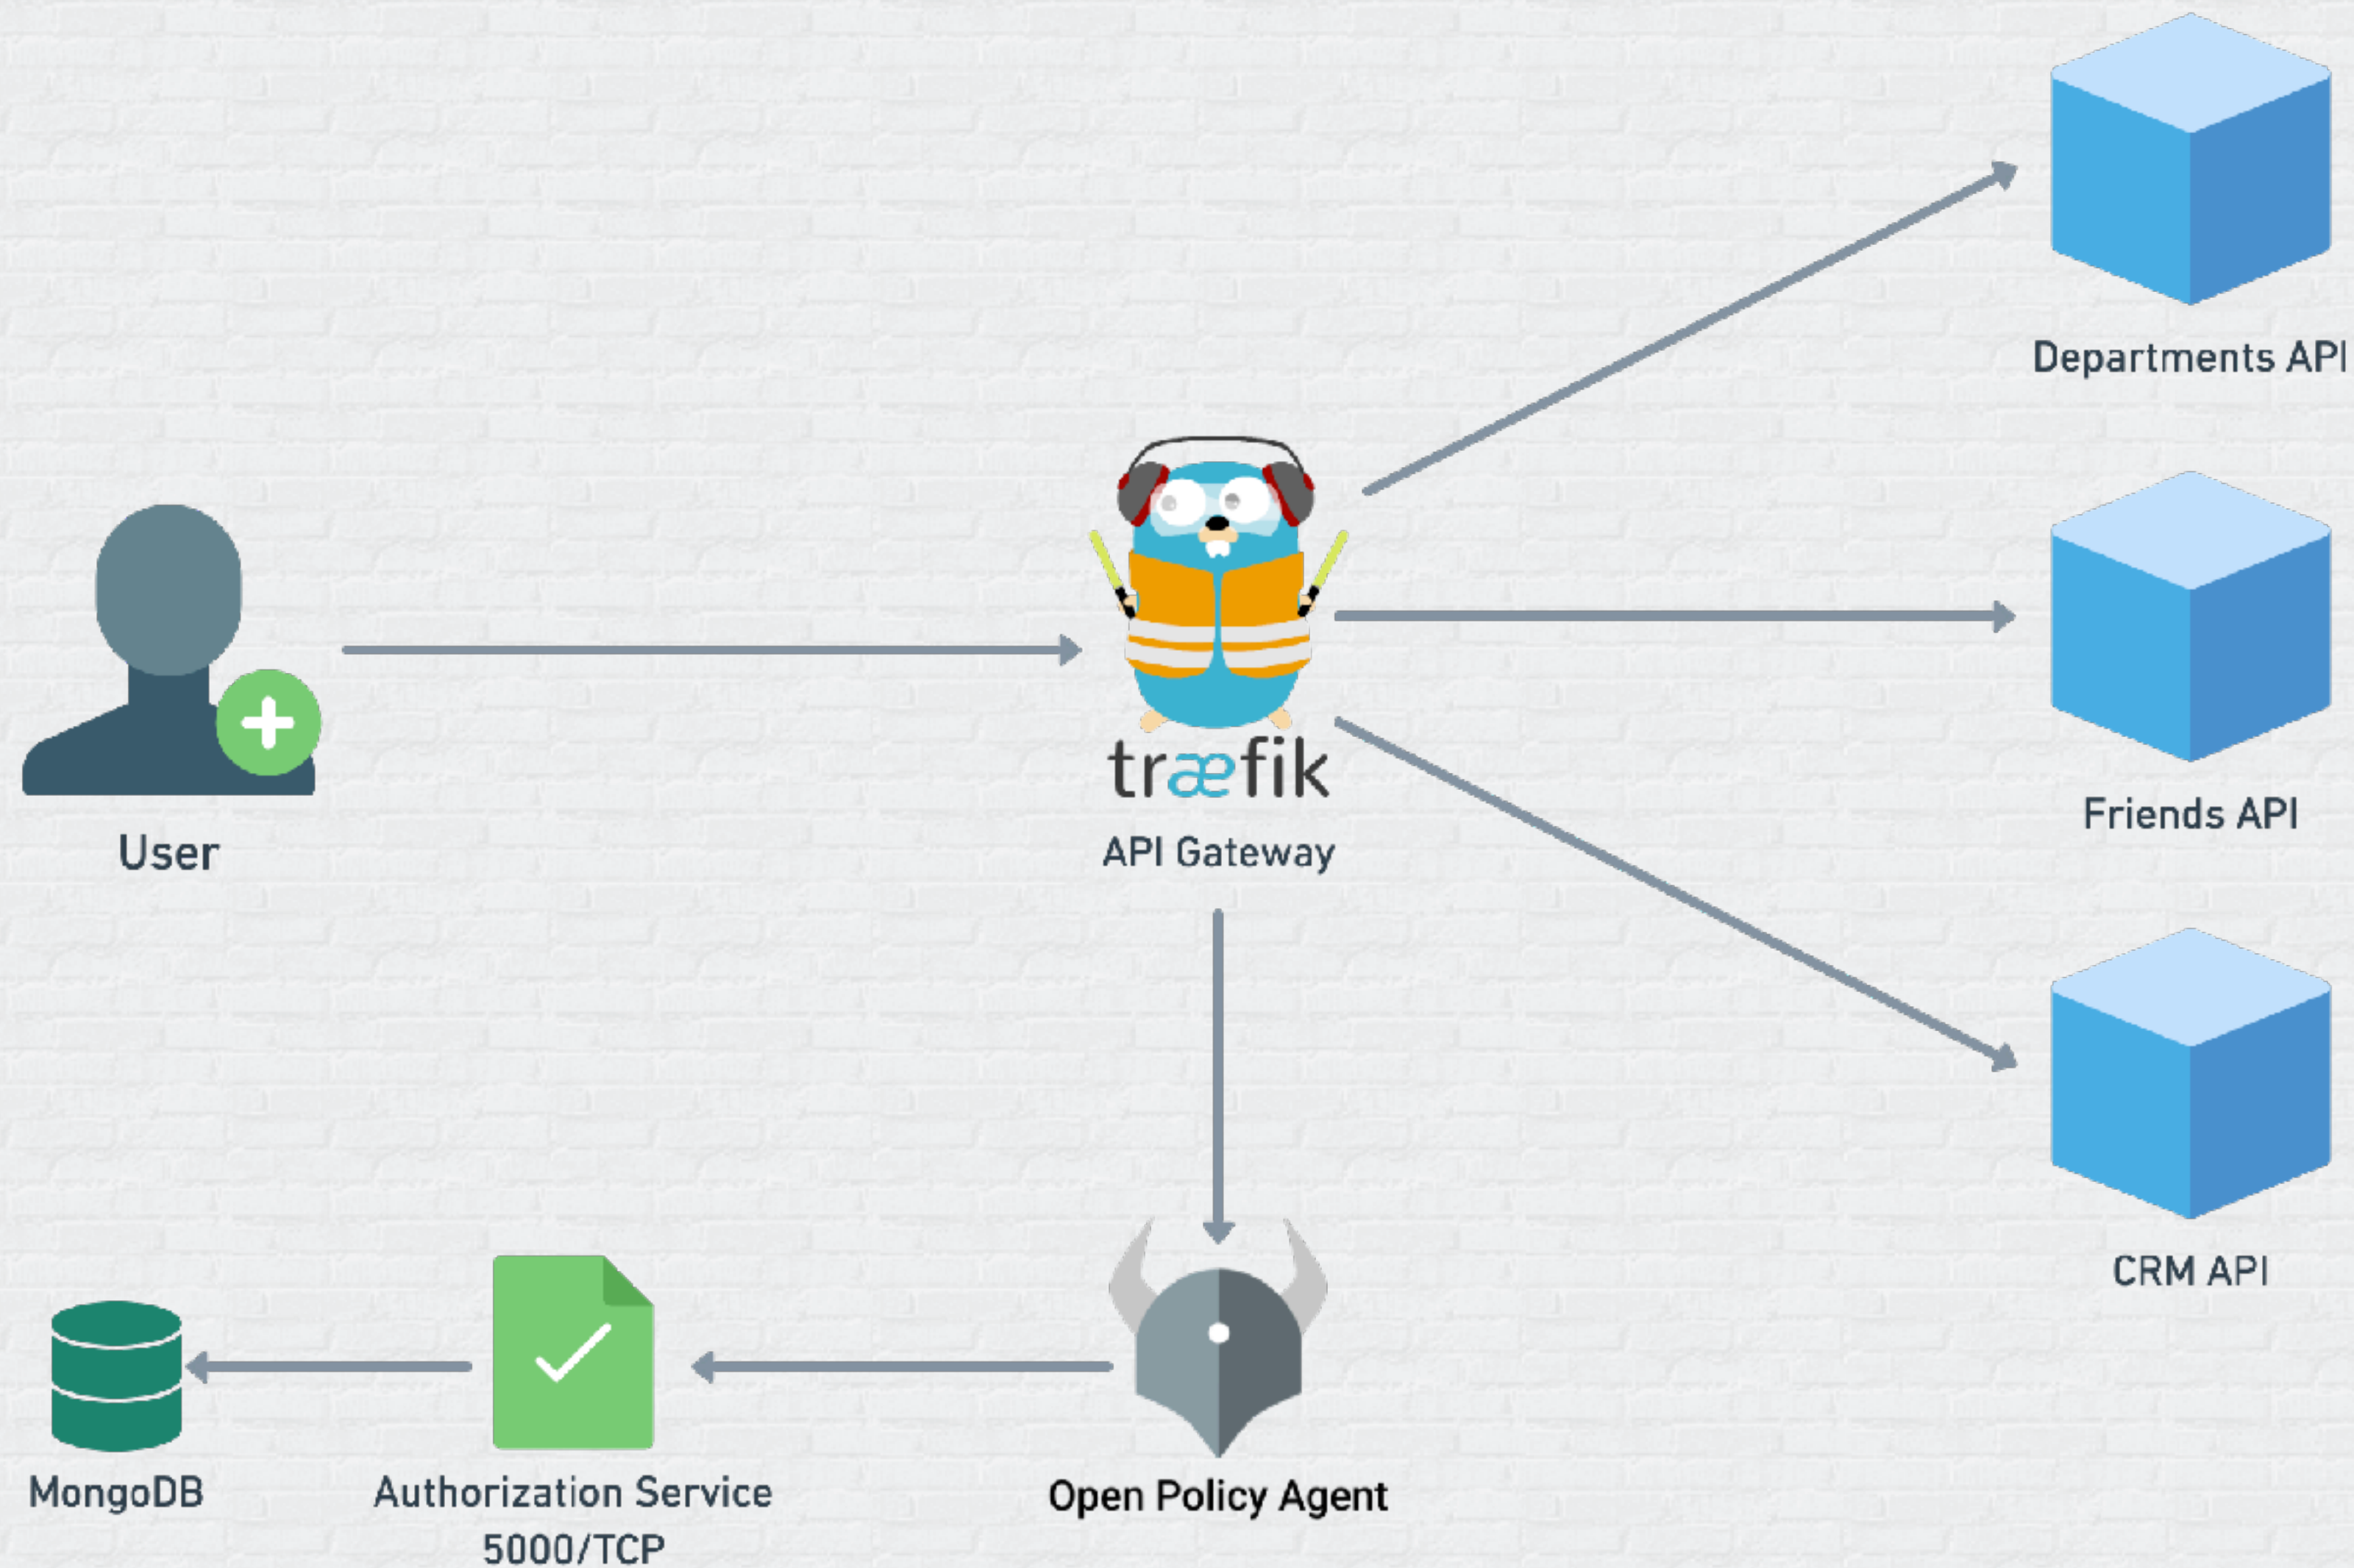 Departments API
træfik
Friends API
User
API Gateway
CRM API
MongoDB
Authorization Service
5000/TCP
Open Policy Agent